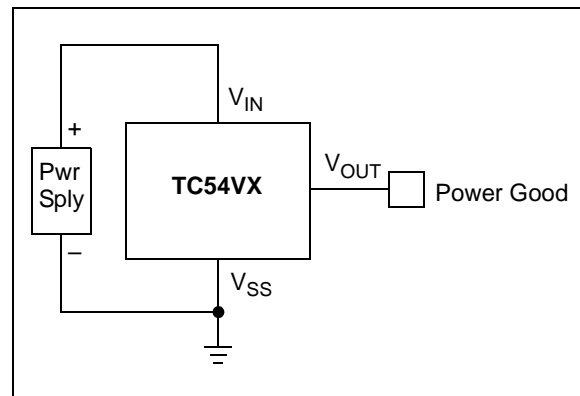 V_IN
+
Pwr
Sply
–
TC54VX
V_OUT
Power Good
V_SS